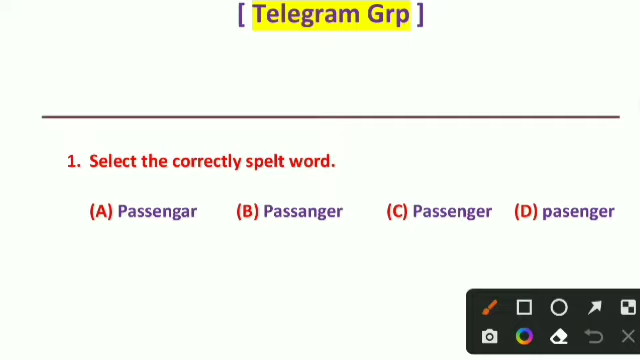 [ Telegram Grp ]
1. Select the correctly spelt word.
(A) Passengar (B) Passanger (C) Passenger (D) pasenger